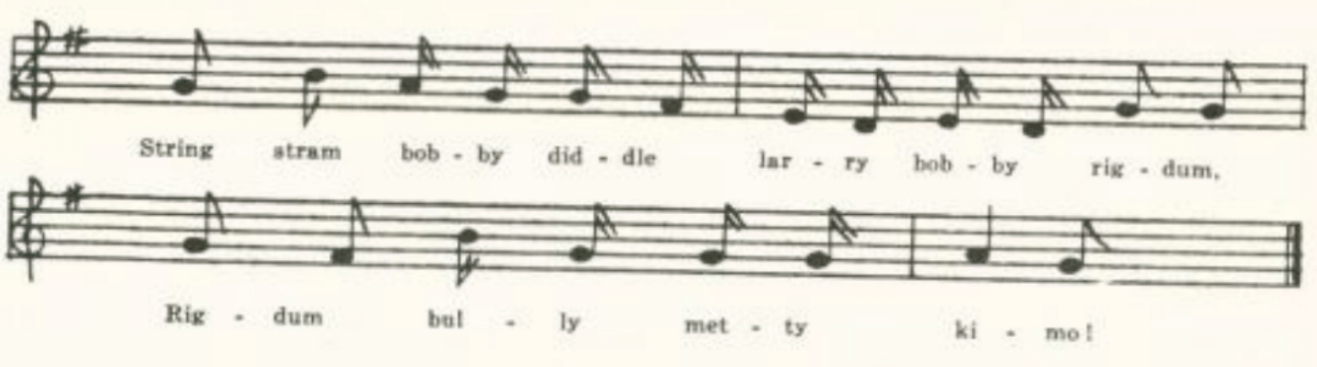 String stram bob - by did - dle lar - ry bob - by rig - dum,
Rig - dum bul - ly met - ty ki - mo!